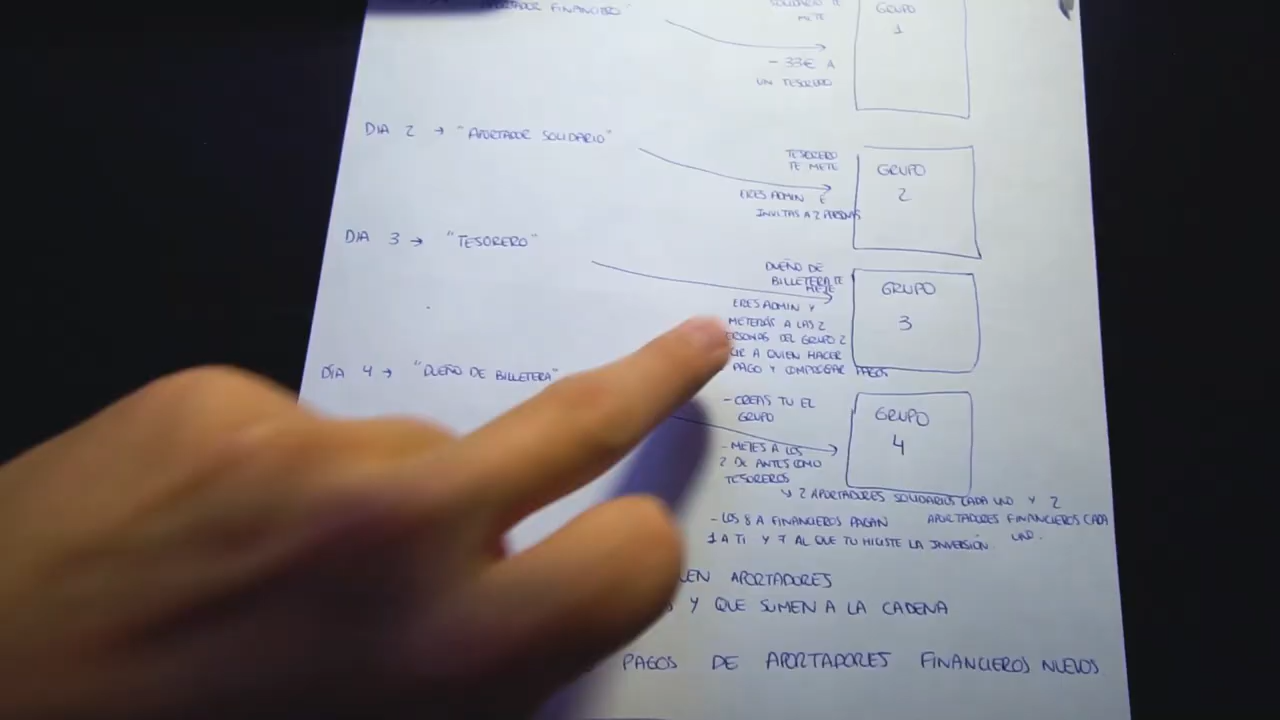 APORTADOR FINANCIERO"
SOLIDARIO TE
METE
GRUPO
1
- 33€ A
UN TESORERO
DIA 2 → "APORTADOR SOLIDARIO"
TESORERO
TE METE
ERES ADMIN E
INVITAS A 2 PERSONAS
GRUPO
2
DIA 3 → "TESORERO"
DUEÑO DE
BILLETERA TE
METE
ERES ADMIN Y
METERÁS A LAS 2
PERSONAS DEL GRUPO 2
A QUIEN HACER
PAGO Y COMPROBAR PAGOS
GRUPO
3
DÍA 4 → "DUEÑO DE BILLETERA"
- CREAS TU EL
GRUPO
- METES A LOS
2 DE ANTES COMO
TESOREROS
GRUPO
4
↳ 2 APORTADORES SOLIDARIOS CADA UNO Y 2
APORTADORES FINANCIEROS CADA
UNO.
- LOS 8 A FINANCIEROS PAGAN
1 A TI Y 7 AL QUE TU HICISTE LA INVERSIÓN
APORTADORES
Y QUE SUMEN A LA CADENA
PAGOS DE APORTADORES FINANCIEROS NUEVOS